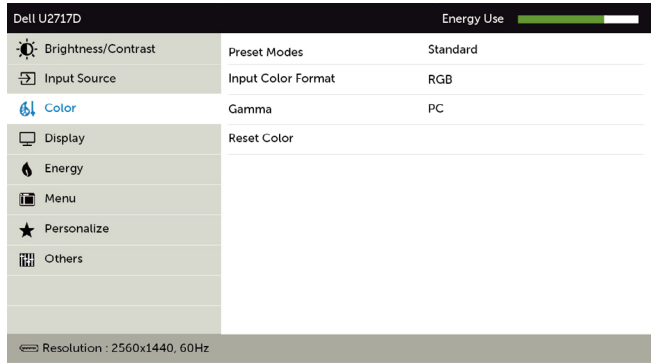 Dell U2717D Energy Use
Brightness/Contrast
Input Source
Color
Display
Energy
Menu
Personalize
Others
Preset Modes Standard
Input Color Format RGB
Gamma PC
Reset Color
Resolution : 2560x1440, 60Hz